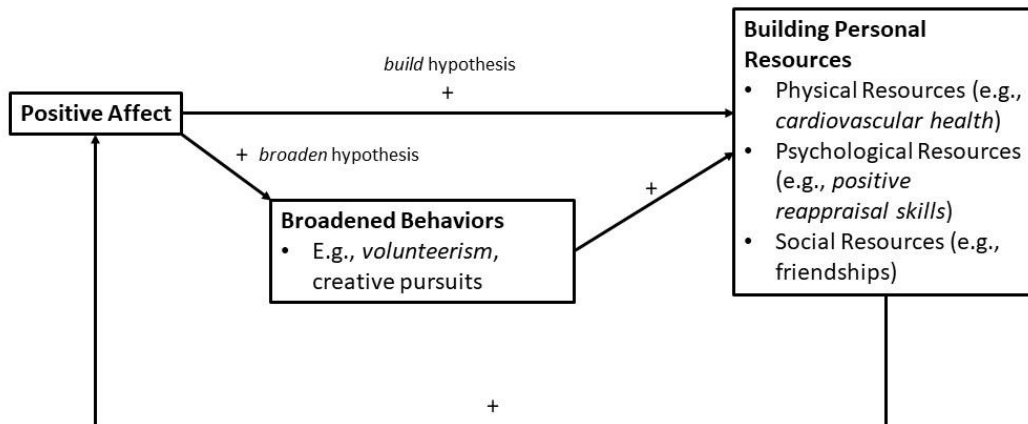 build hypothesis
+
Positive Affect
+ broaden hypothesis
Broadened Behaviors
• E.g., volunteerism,
creative pursuits
+
Building Personal
Resources
• Physical Resources (e.g.,
cardiovascular health)
• Psychological Resources
(e.g., positive
reappraisal skills)
• Social Resources (e.g.,
friendships)
+